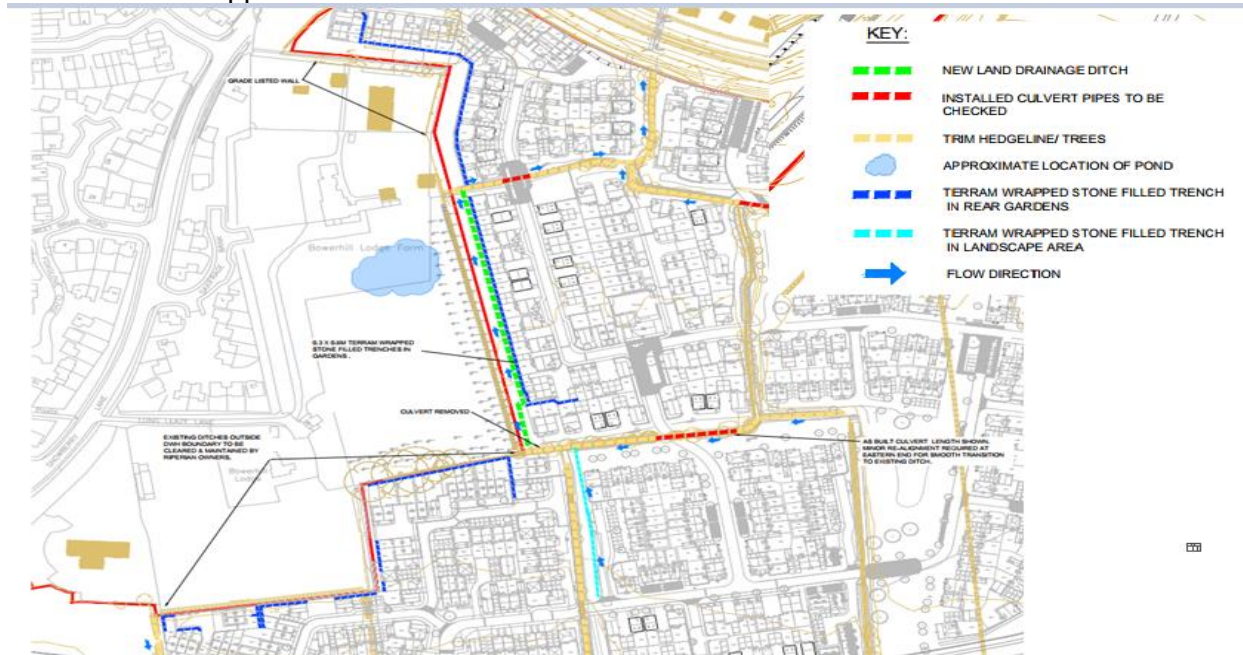 KEY:
NEW LAND DRAINAGE DITCH
INSTALLED CULVERT PIPES TO BE
CHECKED
TRIM HEDGELINE/ TREES
APPROXIMATE LOCATION OF POND
TERRAM WRAPPED STONE FILLED TRENCH
IN REAR GARDENS
TERRAM WRAPPED STONE FILLED TRENCH
IN LANDSCAPE AREA
FLOW DIRECTION
GRADE LISTED WALL
Bowerhill Lodge Farm
TERRAM WRAPPED
STONE FILLED TRENCHES IN
GARDENS.
CULVERT REMOVED
EXISTING DITCHES OUTSIDE
OWN BOUNDARY TO BE
CLEARED & MAINTAINED BY
RIPERIAN OWNERS.
Bowerhill
Lodge
AS BUILT CULVERT LENGTH SHOWN.
MINOR RE-ALIGNMENT REQUIRED AT
EASTERN END FOR SMOOTH TRANSITION
TO EXISTING DITCH.